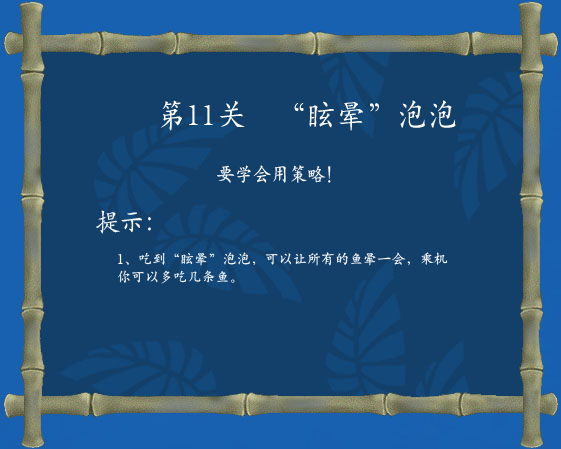 第11关 “眩晕”泡泡
要学会用策略!
提示:
1、吃到“眩晕”泡泡，可以让所有的鱼晕一会，乘机
你可以多吃几条鱼。